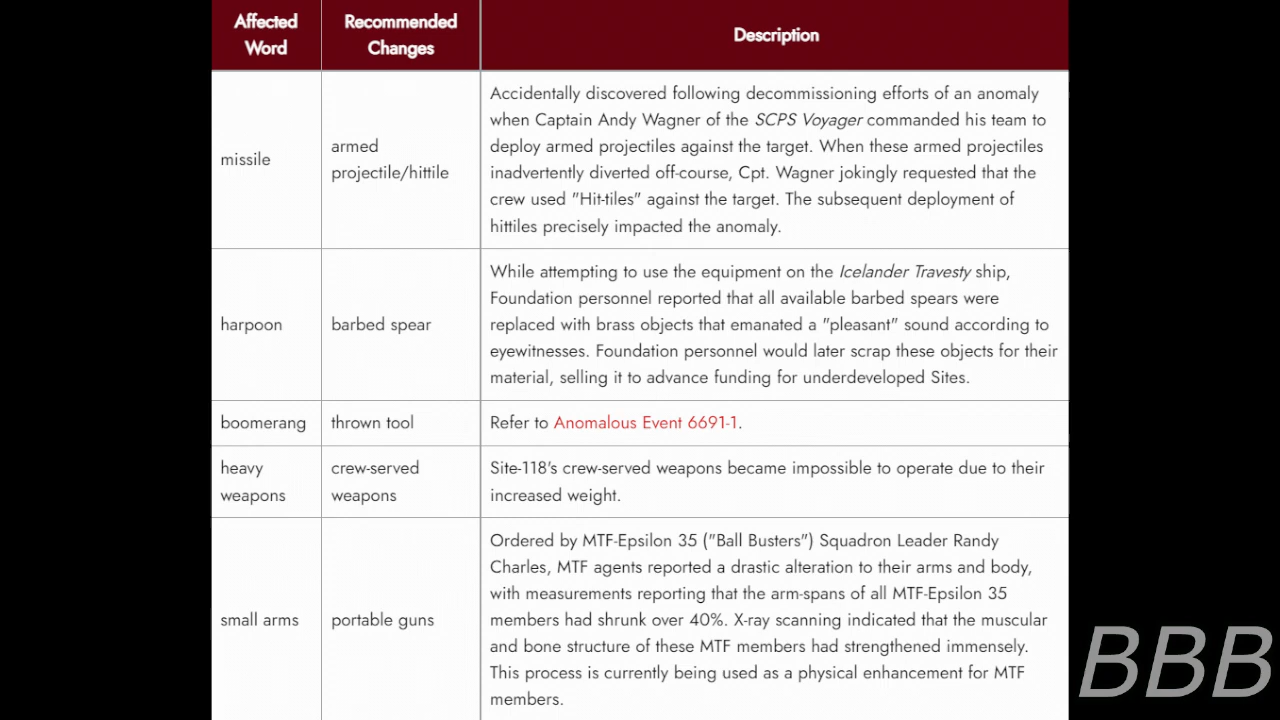 Affected Word
Recommended Changes
Description
missile
armed projectile/hittile
Accidentally discovered following decommissioning efforts of an anomaly
when Captain Andy Wagner of the SCPS Voyager commanded his team to
deploy armed projectiles against the target. When these armed projectiles
inadvertently diverted off-course, Cpt. Wagner jokingly requested that the
crew used "Hit-tiles" against the target. The subsequent deployment of
hittiles precisely impacted the anomaly.
harpoon
barbed spear
While attempting to use the equipment on the Icelander Travesty ship,
Foundation personnel reported that all available barbed spears were
replaced with brass objects that emanated a "pleasant" sound according to
eyewitnesses. Foundation personnel would later scrap these objects for their
material, selling it to advance funding for underdeveloped Sites.
boomerang
thrown tool
Refer to Anomalous Event 6691-1.
heavy weapons
crew-served weapons
Site-118's crew-served weapons became impossible to operate due to their
increased weight.
small arms
portable guns
Ordered by MTF-Epsilon 35 ("Ball Busters") Squadron Leader Randy
Charles, MTF agents reported a drastic alteration to their arms and body,
with measurements reporting that the arm-spans of all MTF-Epsilon 35
members had shrunk over 40%. X-ray scanning indicated that the muscular
and bone structure of these MTF members had strengthened immensely.
This process is currently being used as a physical enhancement for MTF
members.
BBB